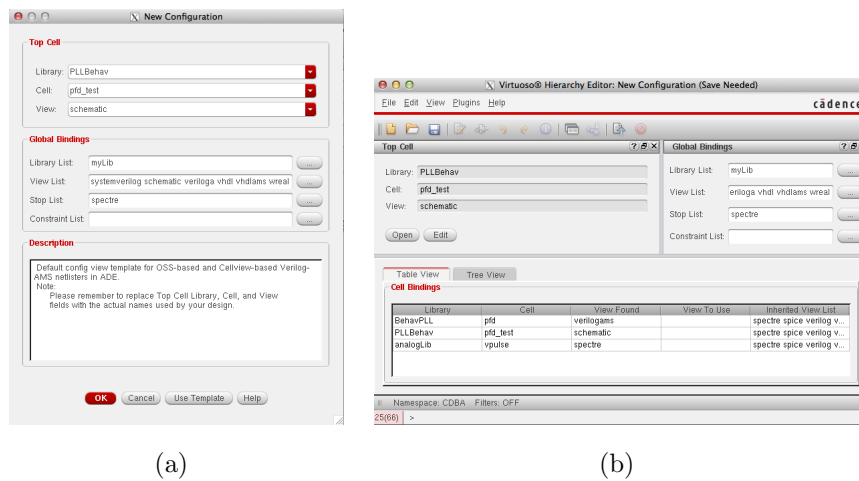 New Configuration
Top Cell
Library: PLLBehav
Cell: pfd_test
View: schematic
Global Bindings
Library List: myLib ...
View List: systemverilog schematic veriloga vhdl vhdlams wreal ...
Stop List: spectre ...
Constraint List: ...
Description
Default config view template for OSS-based and Cellview-based Verilog-
AMS netlisters in ADE.
Note:
Please remember to replace Top Cell Library, Cell, and View
fields with the actual names used by your design.
OK Cancel Use Template Help
(a)
Virtuoso® Hierarchy Editor: New Configuration (Save Needed)
File Edit View Plugins Help cādence
Top Cell
Library: PLLBehav
Cell: pfd_test
View: schematic
Open Edit
Global Bindings
Library List: myLib ...
View List: eriloga vhdl vhdlams wreal ...
Stop List: spectre ...
Constraint List: ...
Table View Tree View
Cell Bindings
Library Cell View Found View To Use Inherited View List
BehavPLL pfd verilogams spectre spice verilog v...
PLLBehav pfd_test schematic spectre spice verilog v...
analogLib vpulse spectre spectre spice verilog v...
Namespace: CDBA Filters: OFF
25(66) >
(b)